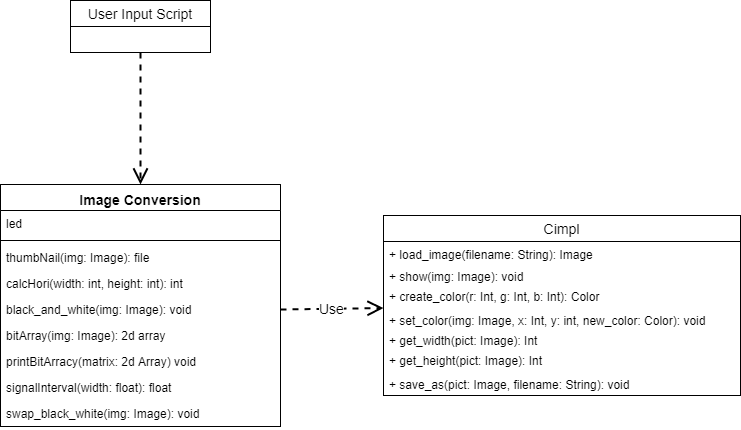 User Input Script
Image Conversion
led
thumbNail(img: Image): file
calcHori(width: int, height: int): int
black_and_white(img: Image): void
bitArray(img: Image): 2d array
printBitArracy(matrix: 2d Array) void
signalInterval(width: float): float
swap_black_white(img: Image): void
Use
Cimpl
+ load_image(filename: String): Image
+ show(img: Image): void
+ create_color(r: Int, g: Int, b: Int): Color
+ set_color(img: Image, x: Int, y: int, new_color: Color): void
+ get_width(pict: Image): Int
+ get_height(pict: Image): Int
+ save_as(pict: Image, filename: String): void